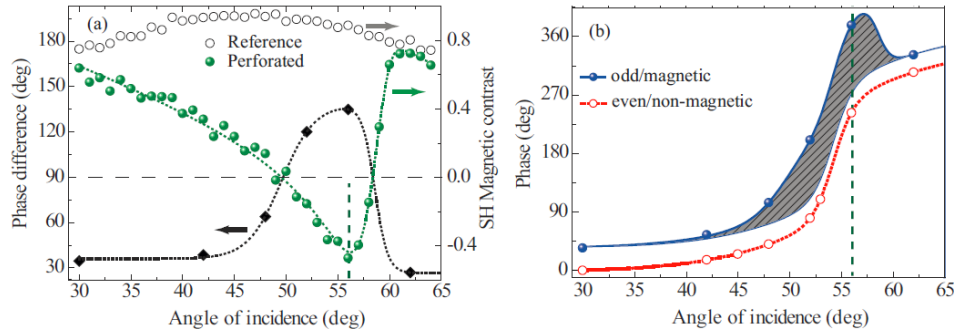 (a)
Reference
Perforated
180
150
120
90
60
30
Phase difference (deg)
0.8
0.4
0.0
-0.4
SH Magnetic contrast
30 35 40 45 50 55 60 65
Angle of incidence (deg)
(b)
odd/magnetic
even/non-magnetic
360
270
180
90
0
Phase (deg)
30 35 40 45 50 55 60 65
Angle of incidence (deg)